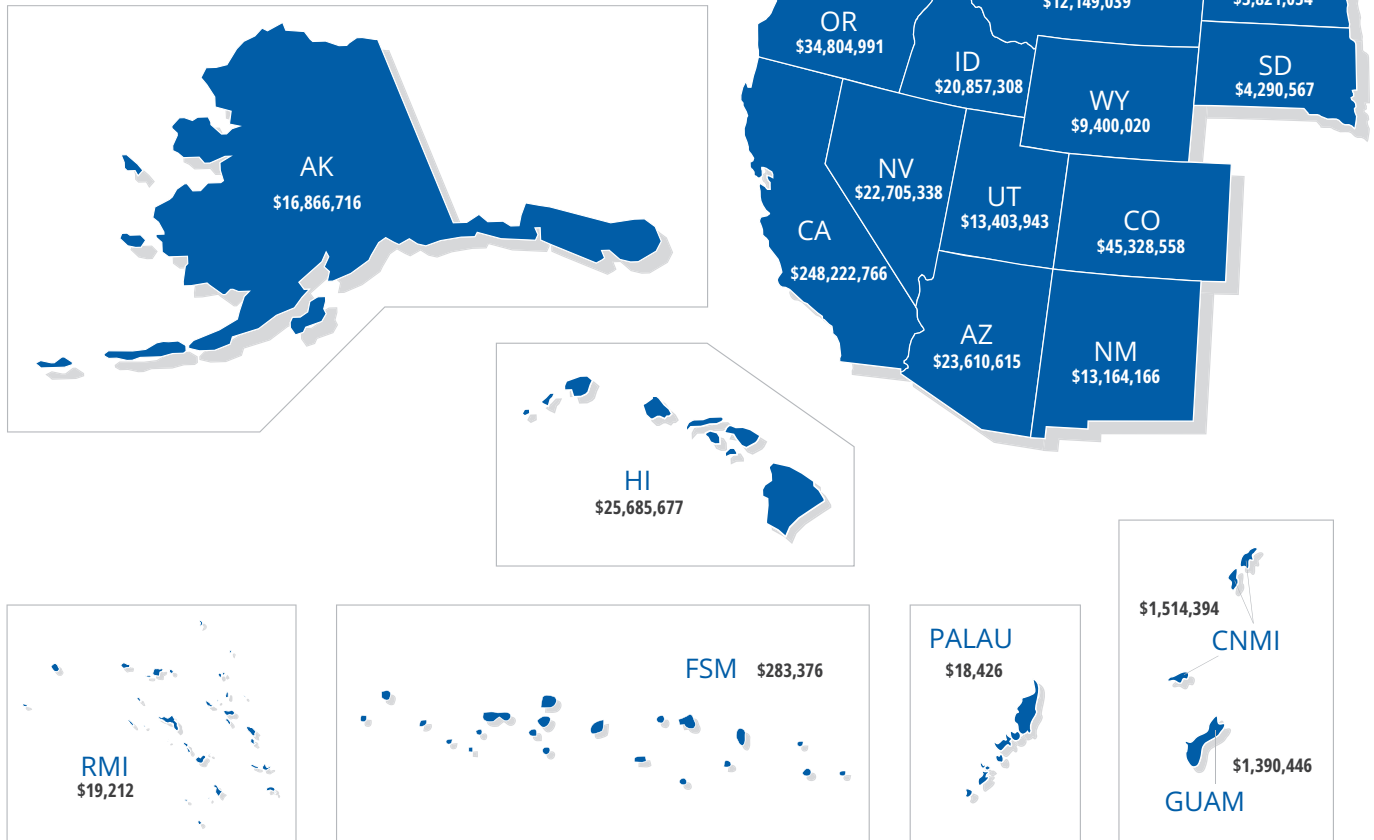 $12,149,039
OR
$34,804,991
ID
$20,857,308
SD
$4,290,567
WY
$9,400,020
AK
$16,866,716
NV
$22,705,338
UT
$13,403,943
CO
$45,328,558
CA
$248,222,766
AZ
$23,610,615
NM
$13,164,166
HI
$25,685,677
$1,514,394
CNMI
PALAU
$18,426
FSM $283,376
RMI
$19,212
$1,390,446
GUAM